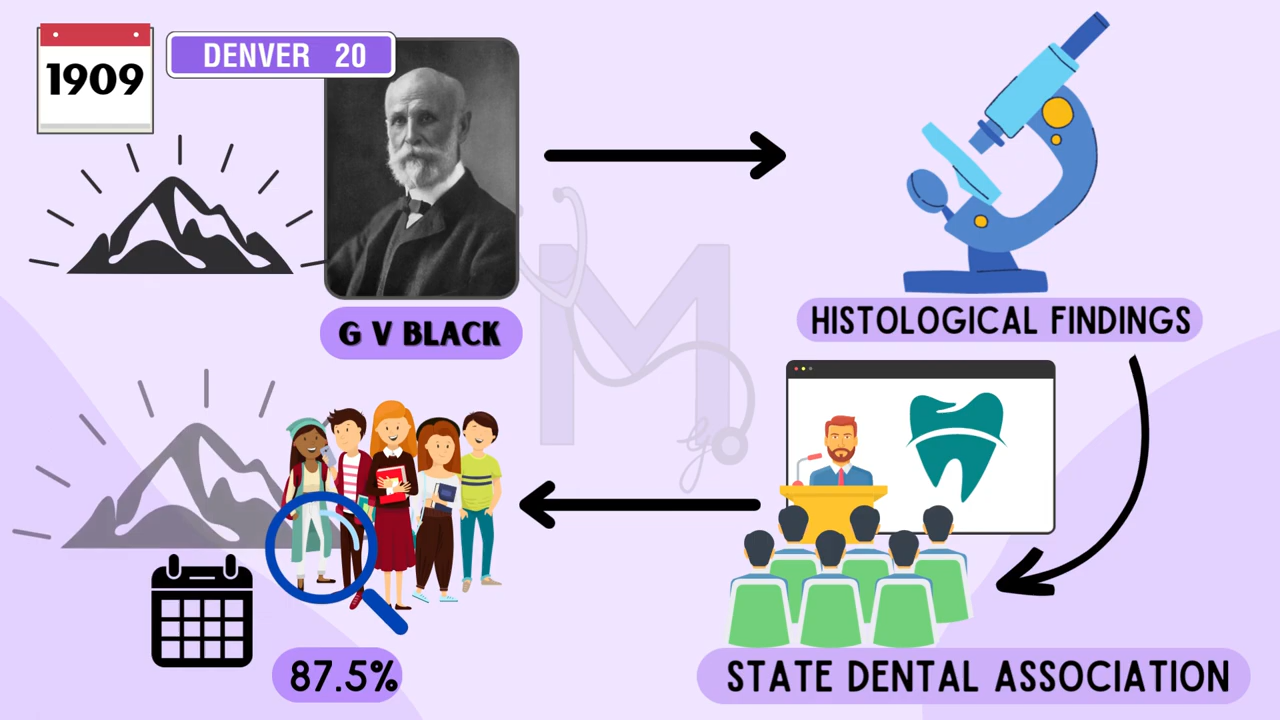 1909
DENVER 20
G V BLACK
HISTOLOGICAL FINDINGS
M
STATE DENTAL ASSOCIATION
87.5%